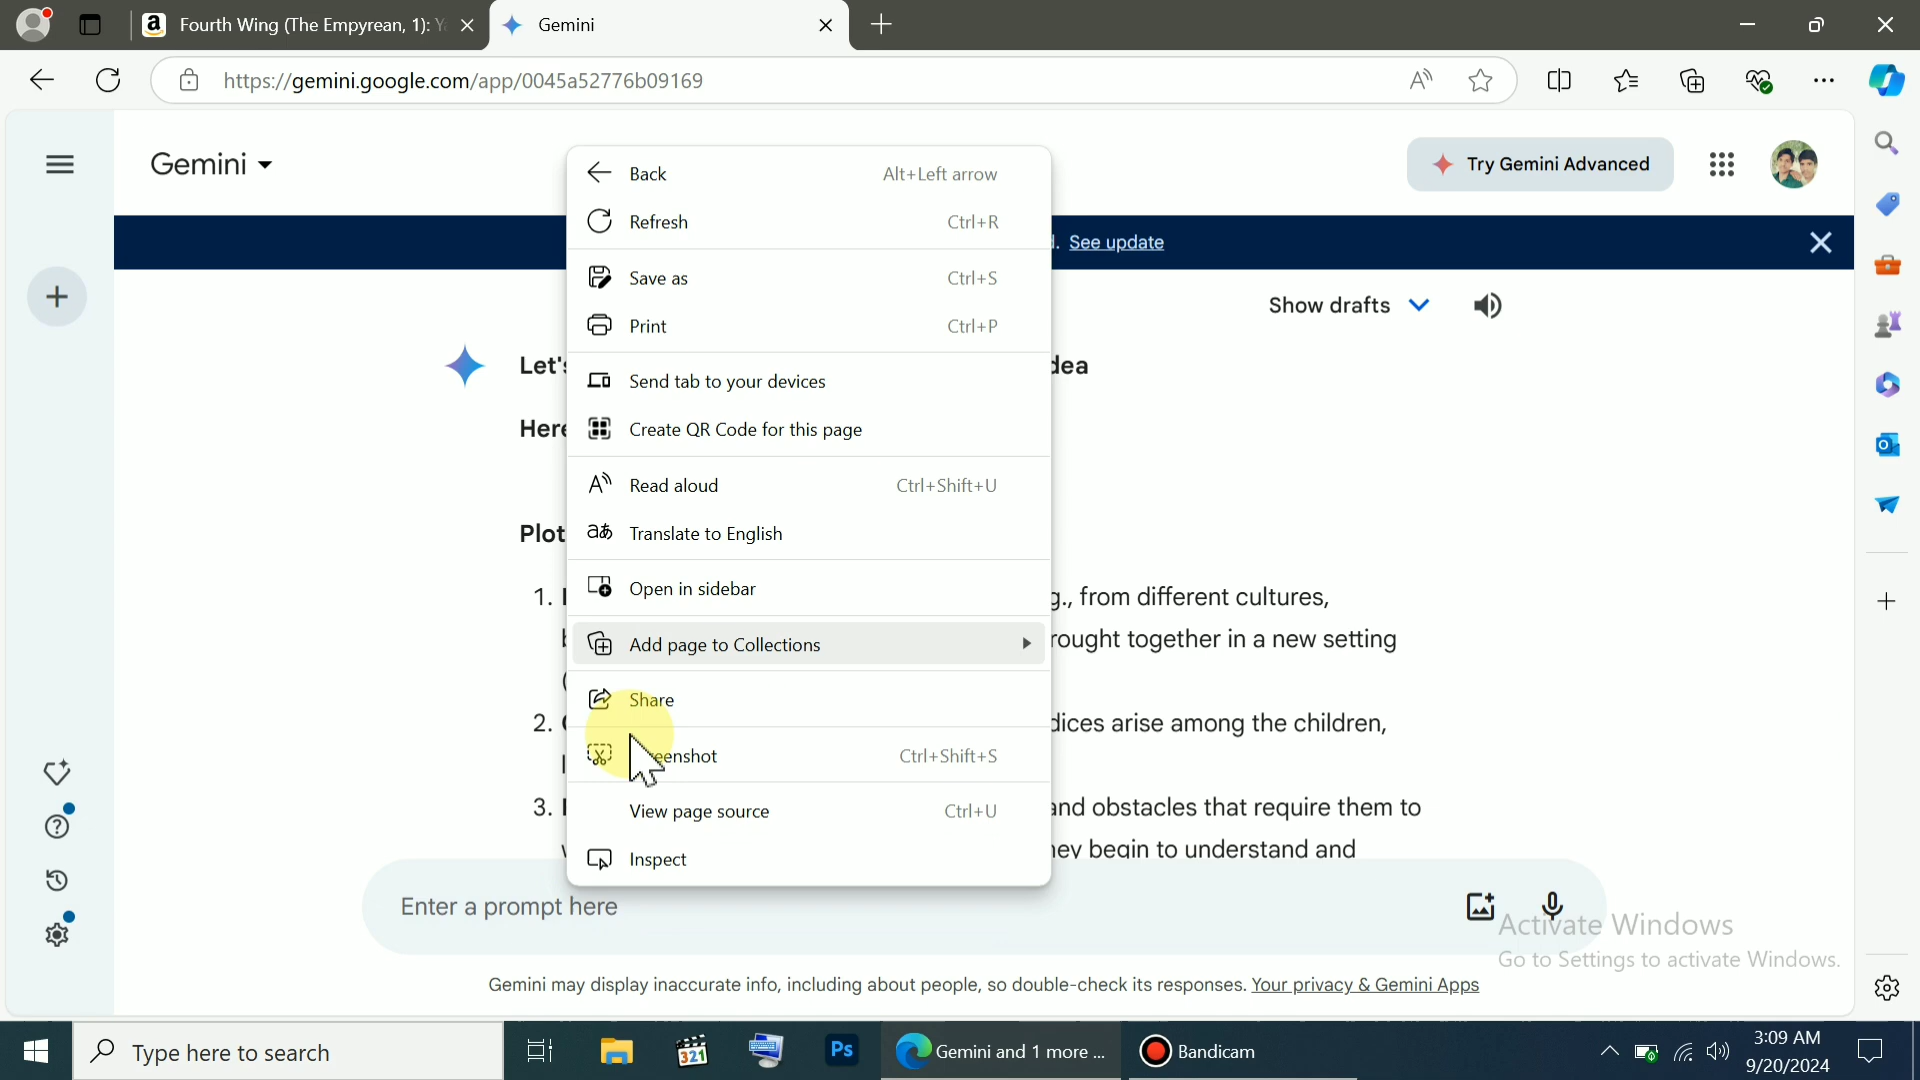 Fourth Wing (The Empyrean, 1):
Gemini
https://gemini.google.com/app/0045a52776b09169
Gemini
Try Gemini Advanced
See update
Show drafts
Let's
dea
Here
Plot
1.
g., from different cultures,
rought together in a new setting
2.
dices arise among the children,
3.
and obstacles that require them to
hey begin to understand and
Back Alt+Left arrow
Refresh Ctrl+R
Save as Ctrl+S
Print Ctrl+P
Send tab to your devices
Create QR Code for this page
Read aloud Ctrl+Shift+U
Translate to English
Open in sidebar
Add page to Collections
Share
eenshot Ctrl+Shift+S
View page source Ctrl+U
Inspect
Enter a prompt here
Activate Windows
Go to Settings to activate Windows.
Gemini may display inaccurate info, including about people, so double-check its responses. Your privacy & Gemini Apps
Type here to search
321
Ps
Gemini and 1 more ...
Bandicam
3:09 AM
9/20/2024